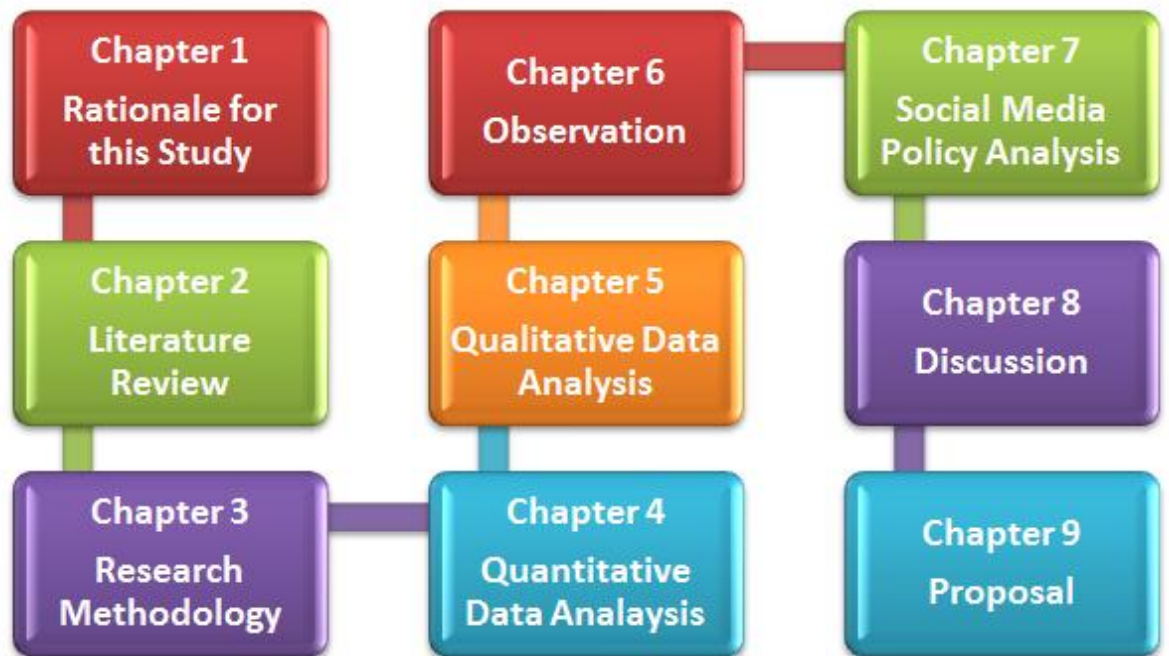 Chapter 1
Rationale for
this Study
Chapter 2
Literature
Review
Chapter 3
Research
Methodology
Chapter 4
Quantitative
Data Analaysis
Chapter 5
Qualitative Data
Analysis
Chapter 6
Observation
Chapter 7
Social Media
Policy Analysis
Chapter 8
Discussion
Chapter 9
Proposal